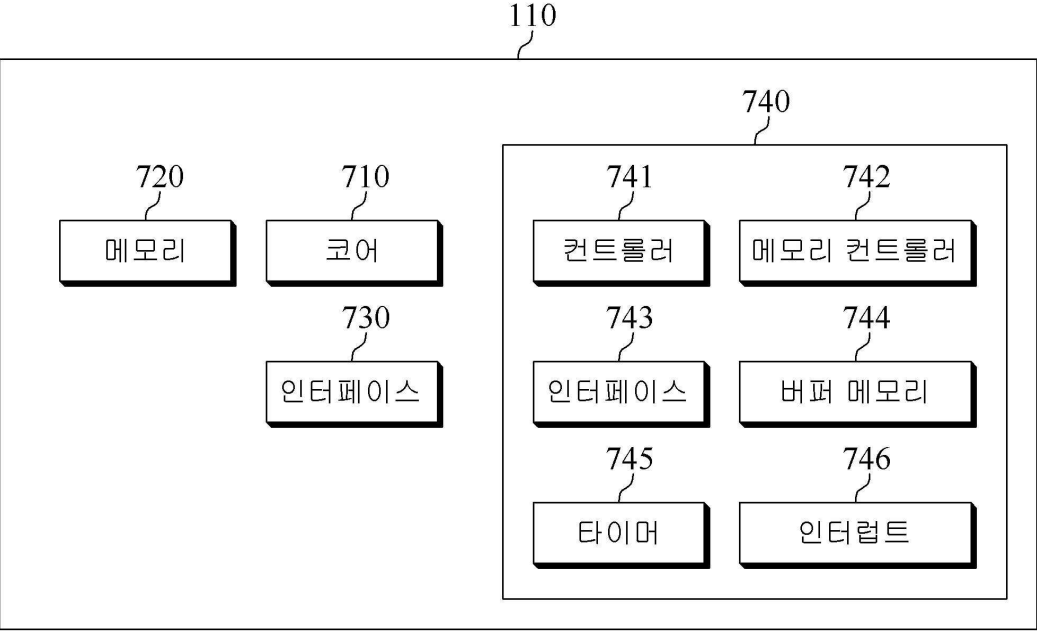 110
740
720 710 741 742
메모리 코어 컨트롤러 메모리 컨트롤러
730 743 744
인터페이스 인터페이스 버퍼 메모리
745 746
타이머 인터럽트